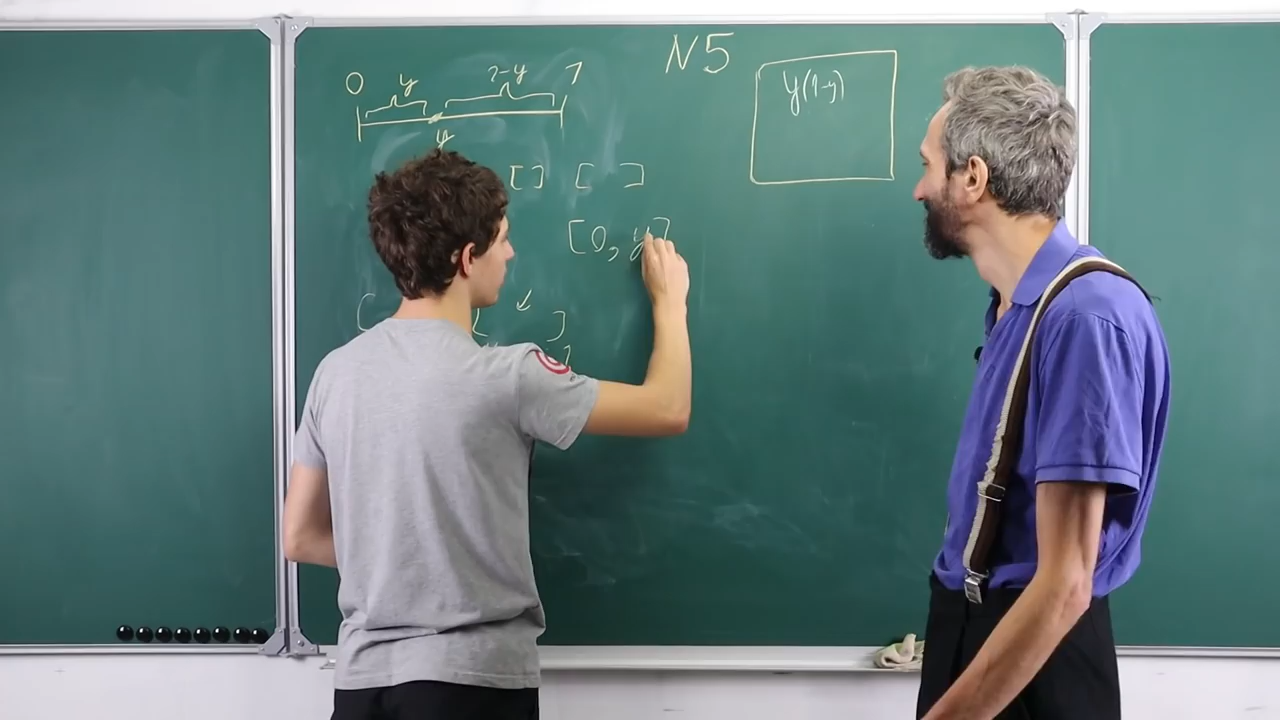 N5
0 y 1-y 1
y
y(1-y)
[ ] [ ]
[0, y]
[ [ ]